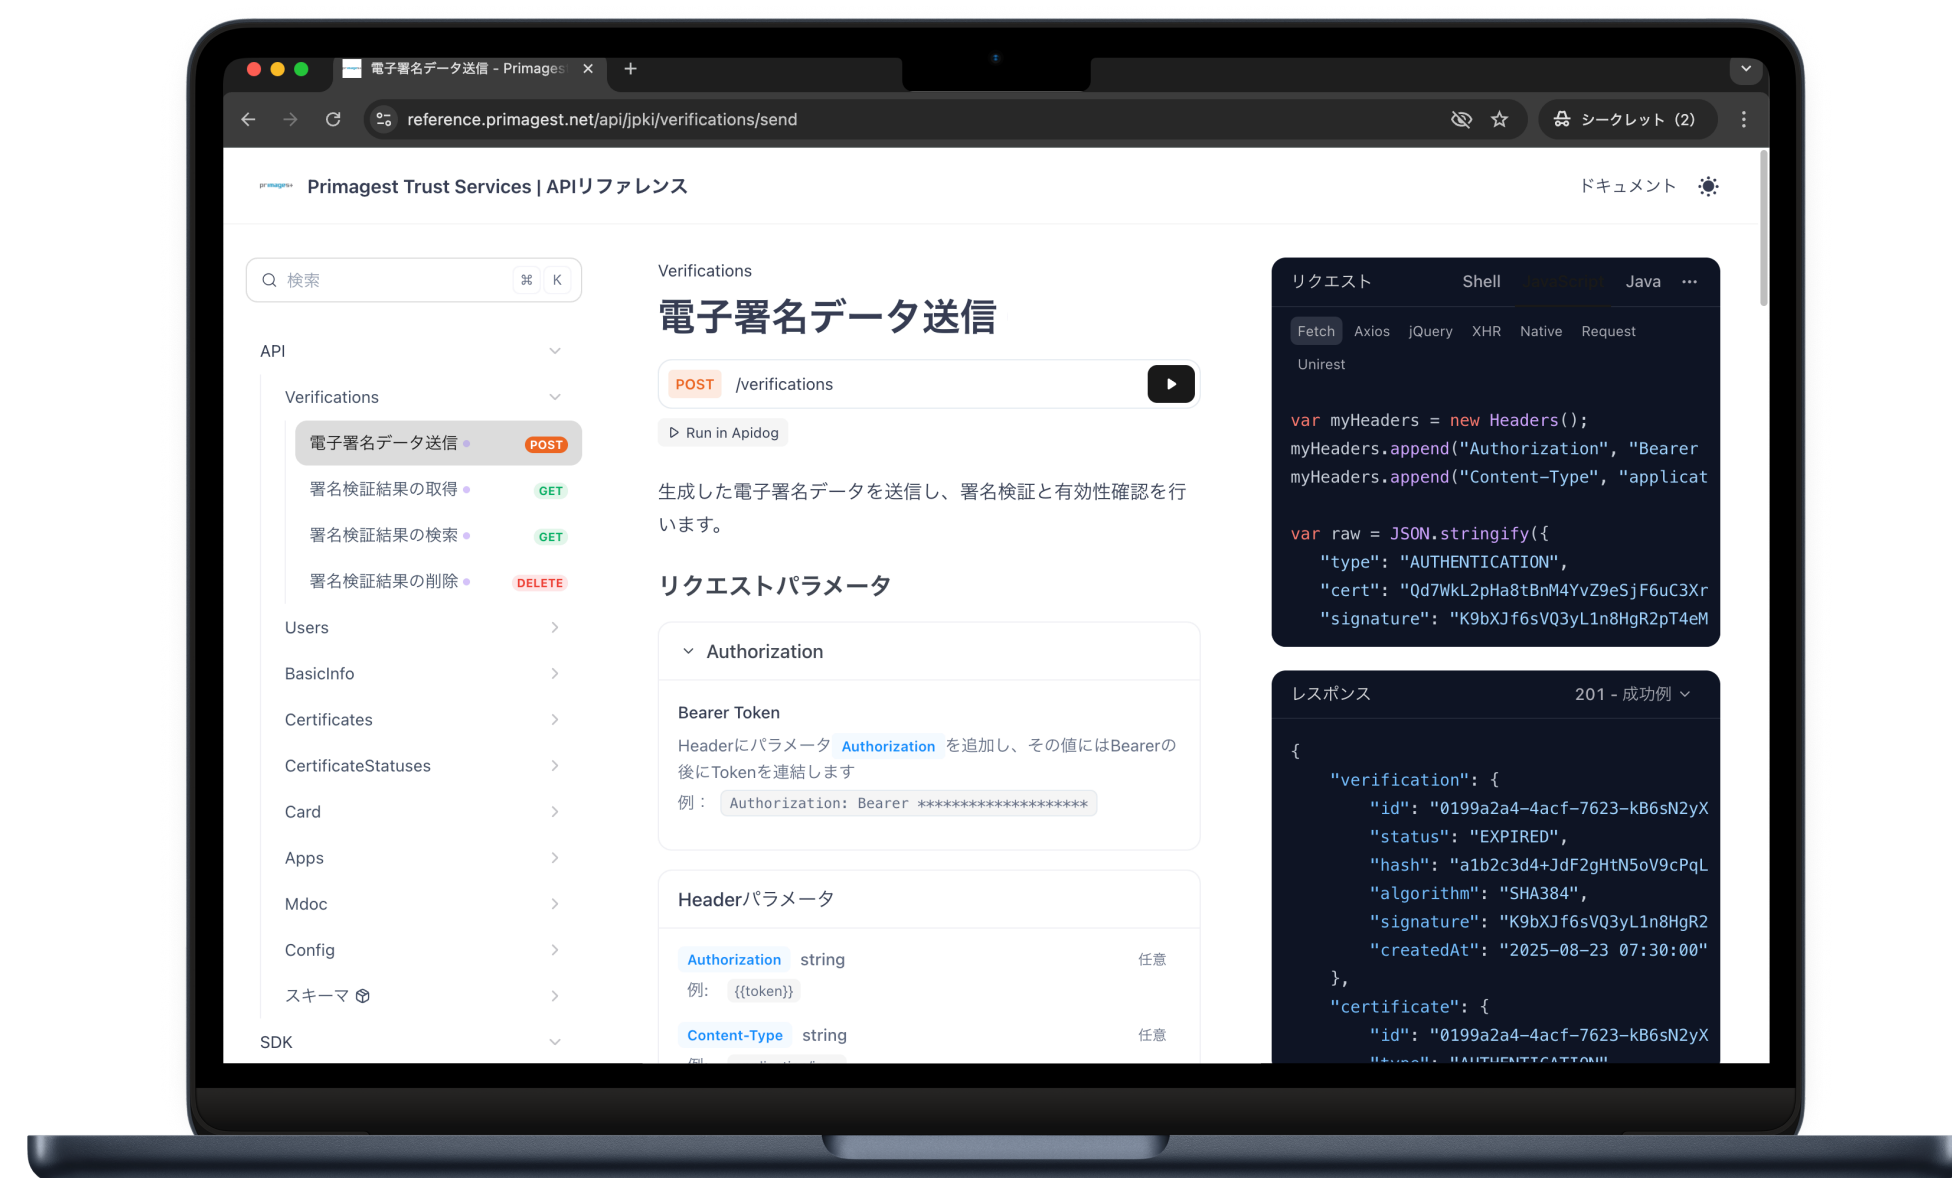 電子署名データ送信 - Primages
reference.primagest.net/api/jpki/verifications/send
シークレット (2)
primagest
Primagest Trust Services | APIリファレンス
ドキュメント
検索
⌘ K
API
Verifications
電子署名データ送信 POST
署名検証結果の取得 GET
署名検証結果の検索 GET
署名検証結果の削除 DELETE
Users
BasicInfo
Certificates
CertificateStatuses
Card
Apps
Mdoc
Config
スキーマ
SDK
Verifications
電子署名データ送信
POST /verifications
Run in Apidog
生成した電子署名データを送信し、署名検証と有効性確認を行
います。
リクエストパラメータ
Authorization
Bearer Token
Headerにパラメータ Authorization を追加し、その値にはBearerの
後にTokenを連結します
例： Authorization: Bearer ********************
Headerパラメータ
Authorization string 任意
例: {{token}}
Content-Type string 任意
リクエスト Shell JavaScript Java ···
Fetch Axios jQuery XHR Native Request
Unirest
var myHeaders = new Headers();
myHeaders.append("Authorization", "Bearer
myHeaders.append("Content-Type", "applicat
var raw = JSON.stringify({
"type": "AUTHENTICATION",
"cert": "Qd7WkL2pHa8tBnM4YvZ9eSjF6uC3Xr
"signature": "K9bXJf6sVQ3yL1n8HgR2pT4eM
レスポンス 201 - 成功例
{
"verification": {
"id": "0199a2a4-4acf-7623-kB6sN2yX
"status": "EXPIRED",
"hash": "a1b2c3d4+JdF2gHtN5oV9cPqL
"algorithm": "SHA384",
"signature": "K9bXJf6sVQ3yL1n8HgR2
"createdAt": "2025-08-23 07:30:00"
},
"certificate": {
"id": "0199a2a4-4acf-7623-kB6sN2yX
"type": "AUTHENTICATION"